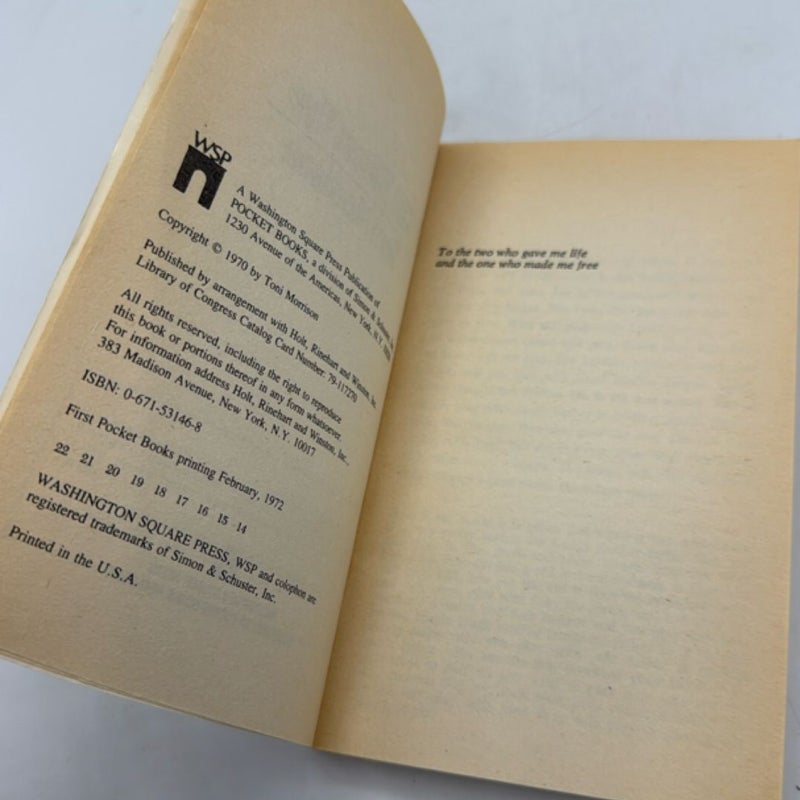 WSP
A Washington Square Press Publication of
POCKET BOOKS, a division of Simon & Schuster,
1230 Avenue of the Americas, New York, N.Y.
Copyright © 1970 by Toni Morrison
Published by arrangement with Holt, Rinehart and Winston, Inc.
Library of Congress Catalog Card Number: 79-117270
All rights reserved, including the right to reproduce
this book or portions thereof in any form whatsoever.
For information address Holt, Rinehart and Winston, Inc.,
383 Madison Avenue, New York, N.Y. 10017
ISBN: 0-671-53146-8
First Pocket Books printing February, 1972
22 21 20 19 18 17 16 15 14
WASHINGTON SQUARE PRESS, WSP and colophon are
registered trademarks of Simon & Schuster, Inc.
Printed in the U.S.A.
To the two who gave me life
and the one who made me free